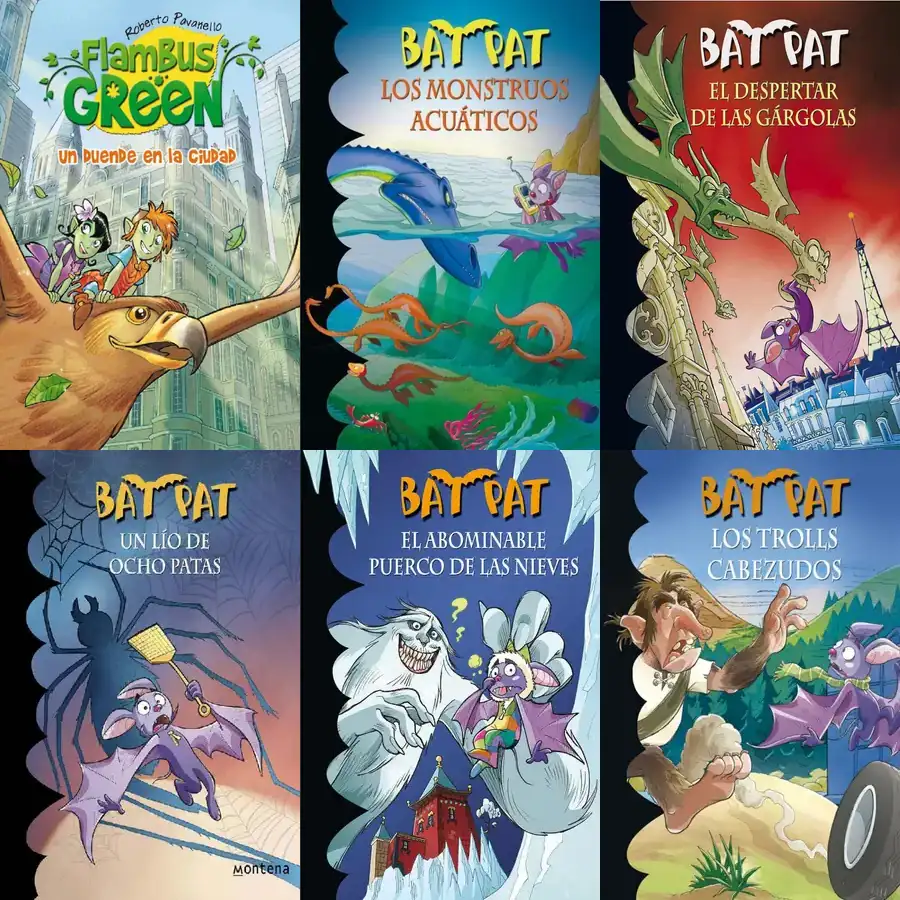 Roberto Pavanello
FlamBus
GReen
un Duende en la Ciudad
BAT PAT
LOS MONSTRUOS
ACUÁTICOS
BAT PAT
EL DESPERTAR
DE LAS GÁRGOLAS
BAT PAT
UN LÍO DE
OCHO PATAS
montena
BAT PAT
EL ABOMINABLE
PUERCO DE LAS NIEVES
? ?
BAT PAT
LOS TROLLS
CABEZUDOS